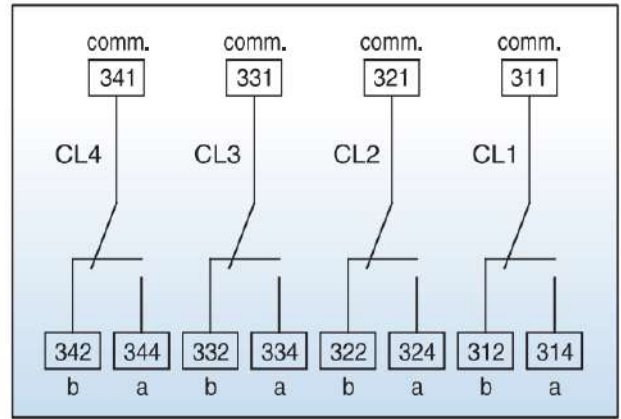 comm. comm. comm. comm.
341 331 321 311
CL4 CL3 CL2 CL1
342 344 332 334 322 324 312 314
b a b a b a b a